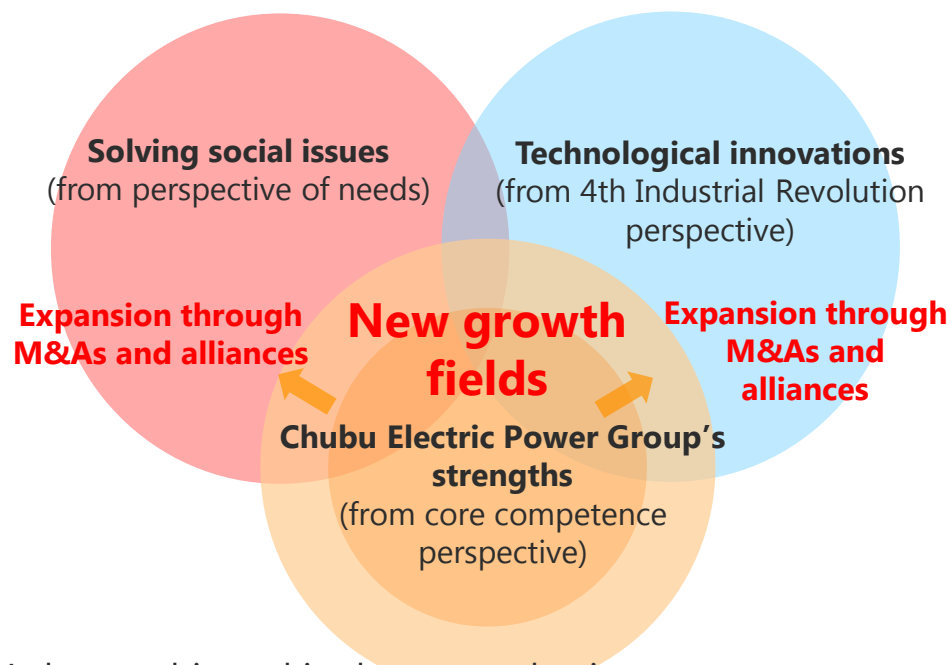 Solving social issues
(from perspective of needs)
Technological innovations
(from 4th Industrial Revolution
perspective)
Expansion through
M&As and alliances
New growth
fields
Expansion through
M&As and
alliances
Chubu Electric Power Group’s
strengths
(from core competence
perspective)